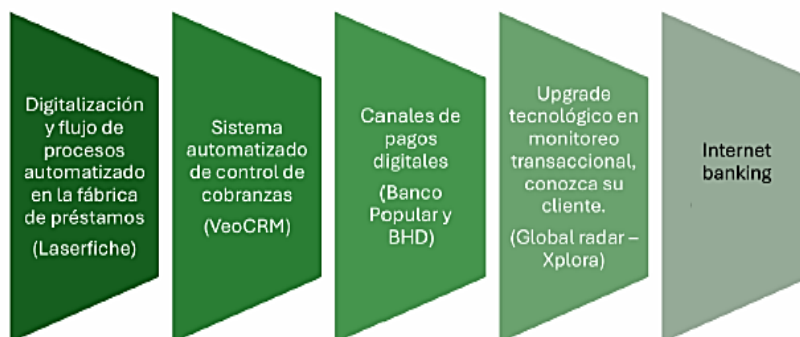 Digitalización
y flujo de
procesos
automatizado
en la fábrica
de préstamos
(Laserfiche)
Sistema
automatizado
de control de
cobranzas
(VeoCRM)
Canales de
pagos
digitales
(Banco
Popular y
BHD)
Upgrade
tecnológico en
monitoreo
transaccional,
conozca su
cliente.
(Global radar –
Xplora)
Internet
banking